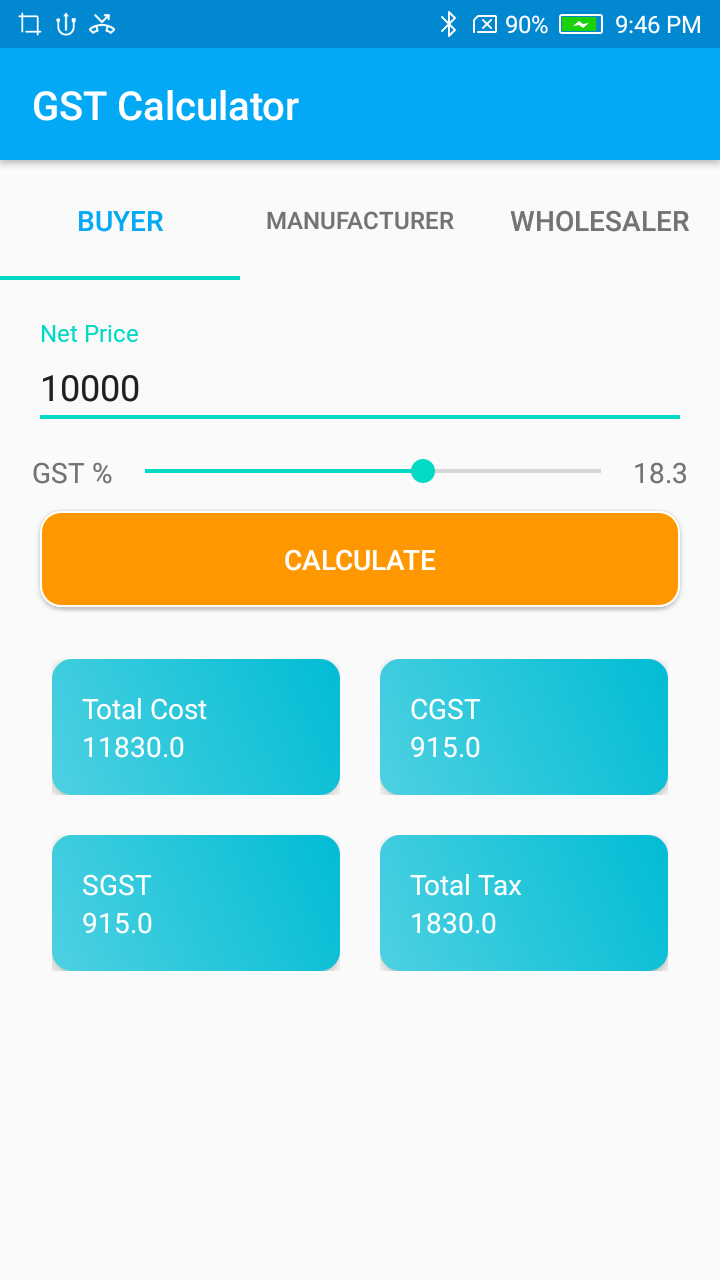 90% 9:46 PM
GST Calculator
BUYER MANUFACTURER WHOLESALER
Net Price
10000
GST % 18.3
CALCULATE
Total Cost
11830.0
CGST
915.0
SGST
915.0
Total Tax
1830.0